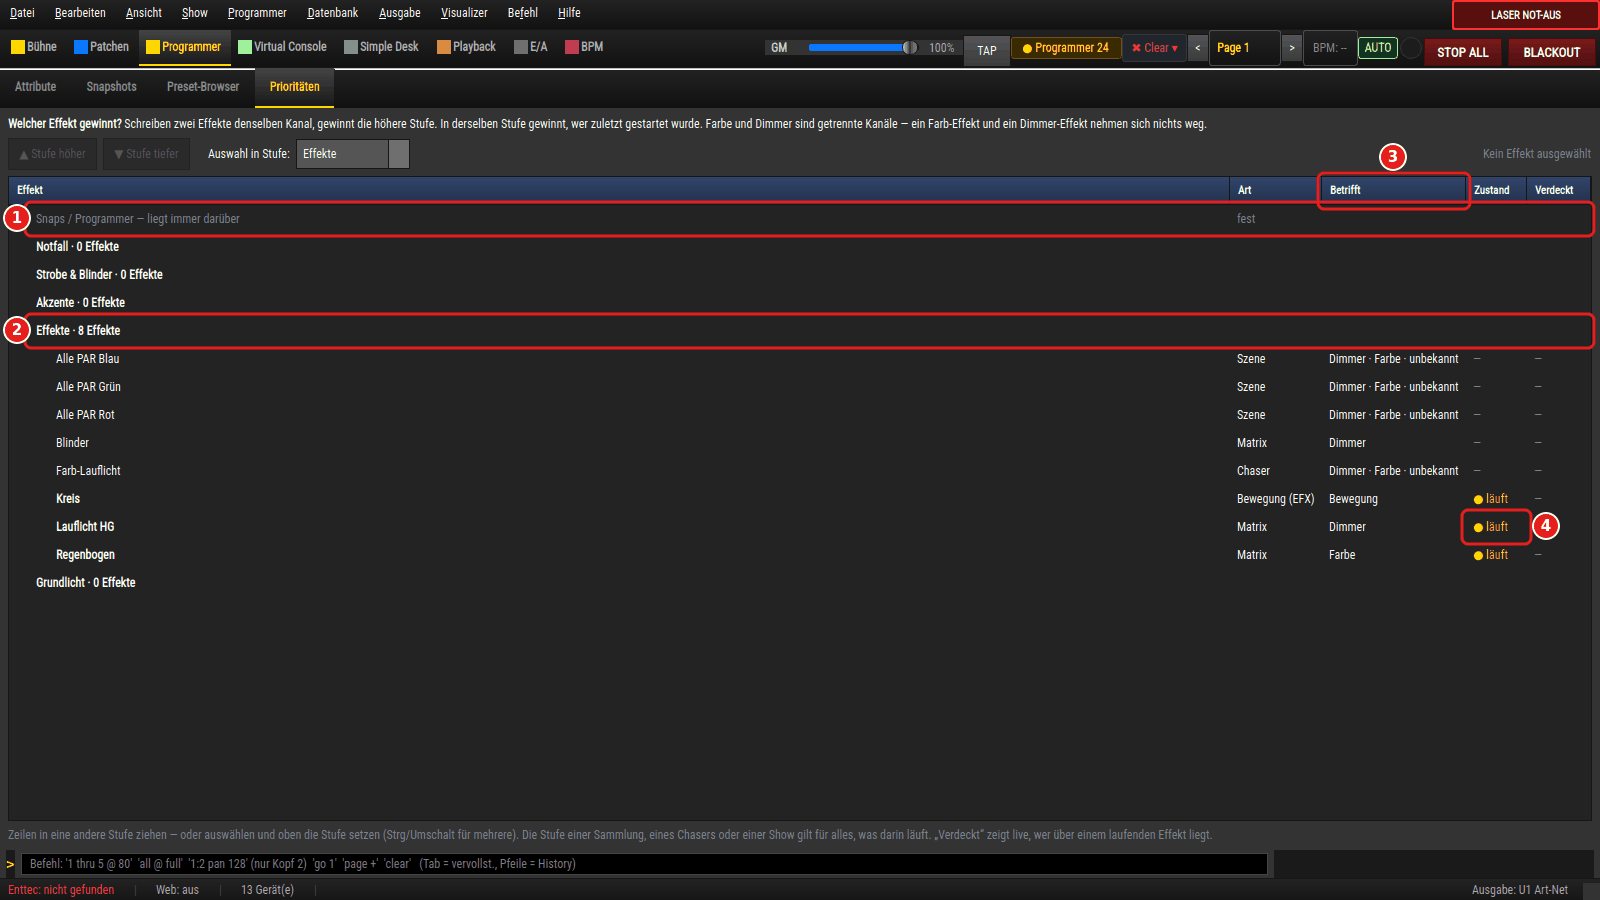 Datei Bearbeiten Ansicht Show Programmer Datenbank Ausgabe Visualizer Befehl Hilfe
LASER NOT-AUS
Bühne Patchen Programmer Virtual Console Simple Desk Playback E/A BPM
GM 100% TAP Programmer 24 ✖ Clear ▾ < Page 1 > BPM: -- AUTO STOP ALL BLACKOUT
Attribute Snapshots Preset-Browser Prioritäten
Welcher Effekt gewinnt? Schreiben zwei Effekte denselben Kanal, gewinnt die höhere Stufe. In derselben Stufe gewinnt, wer zuletzt gestartet wurde. Farbe und Dimmer sind getrennte Kanäle — ein Farb-Effekt und ein Dimmer-Effekt nehmen sich nichts weg.
▲ Stufe höher ▼ Stufe tiefer Auswahl in Stufe: Effekte Kein Effekt ausgewählt
3
Effekt Art Betrifft Zustand Verdeckt
1 Snaps / Programmer — liegt immer darüber fest
Notfall · 0 Effekte
Strobe & Blinder · 0 Effekte
Akzente · 0 Effekte
2 Effekte · 8 Effekte
Alle PAR Blau Szene Dimmer · Farbe · unbekannt – –
Alle PAR Grün Szene Dimmer · Farbe · unbekannt – –
Alle PAR Rot Szene Dimmer · Farbe · unbekannt – –
Blinder Matrix Dimmer – –
Farb-Lauflicht Chaser Dimmer · Farbe · unbekannt – –
Kreis Bewegung (EFX) Bewegung läuft –
Lauflicht HG Matrix Dimmer läuft 4
Regenbogen Matrix Farbe läuft –
Grundlicht · 0 Effekte
Zeilen in eine andere Stufe ziehen — oder auswählen und oben die Stufe setzen (Strg/Umschalt für mehrere). Die Stufe einer Sammlung, eines Chasers oder einer Show gilt für alles, was darin läuft. „Verdeckt“ zeigt live, wer über einem laufenden Effekt liegt.
> Befehl: '1 thru 5 @ 80' 'all @ full' '1:2 pan 128' (nur Kopf 2) 'go 1' 'page +' 'clear' (Tab = vervollst., Pfeile = History)
Enttec: nicht gefunden Web: aus 13 Gerät(e) Ausgabe: U1 Art-Net